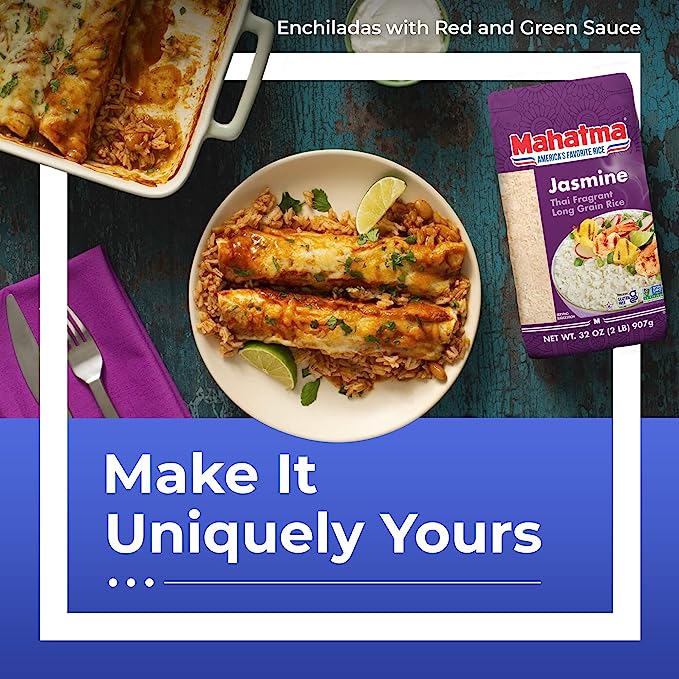 Enchiladas with Red and Green Sauce
Mahatma
AMERICA'S FAVORITE RICE
Jasmine
Thai Fragrant
Long Grain Rice
NET WT. 32 OZ (2 LB) 907g
Make It
Uniquely Yours